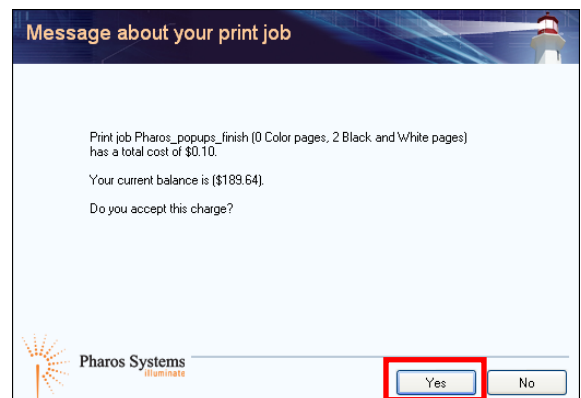 Message about your print job
Print job Pharos_popups_finish (0 Color pages, 2 Black and White pages)
has a total cost of $0.10.
Your current balance is ($189.64).
Do you accept this charge?
Pharos Systems
illuminate
Yes
No